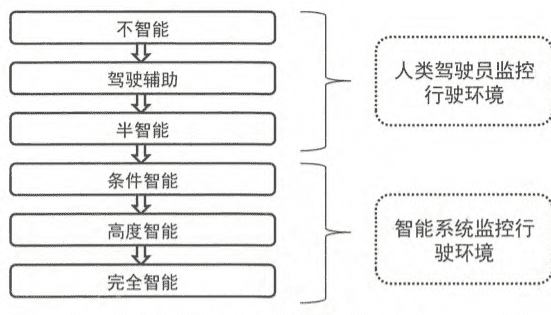 不智能
驾驶辅助
半智能
条件智能
高度智能
完全智能
人类驾驶员监控
行驶环境
智能系统监控行
驶环境